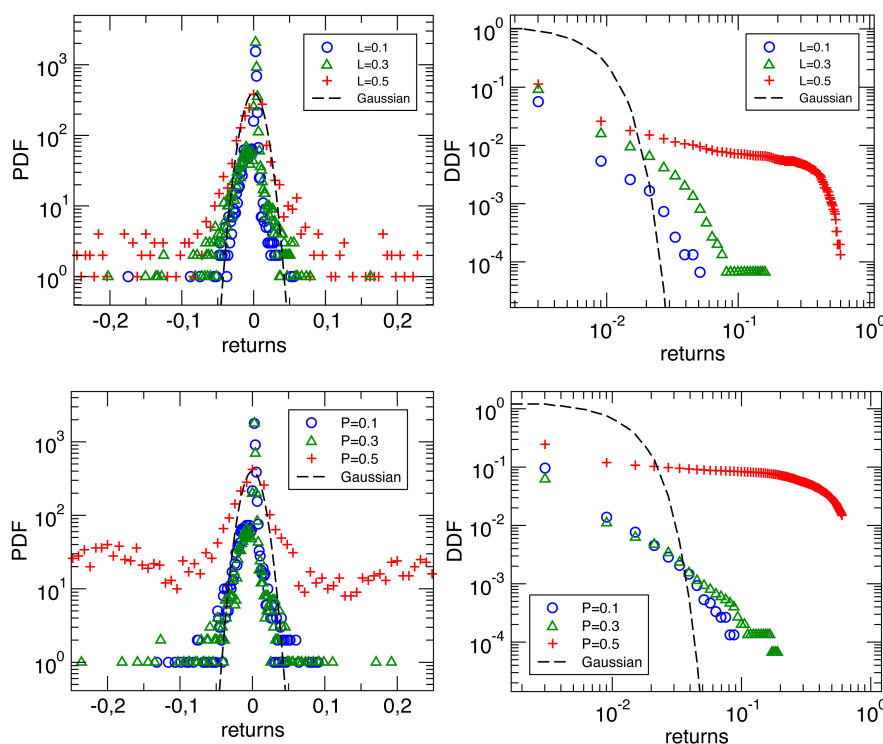 PDF
10³
10²
10¹
10⁰
L=0.1
L=0.3
L=0.5
Gaussian
-0,2
-0,1
0
0,1
0,2
returns
DDF
10⁰
10⁻¹
10⁻²
10⁻³
10⁻⁴
L=0.1
L=0.3
L=0.5
Gaussian
10⁻²
10⁻¹
10⁰
returns
PDF
10³
10²
10¹
10⁰
P=0.1
P=0.3
P=0.5
Gaussian
-0,2
-0,1
0
0,1
0,2
returns
DDF
10⁰
10⁻¹
10⁻²
10⁻³
10⁻⁴
P=0.1
P=0.3
P=0.5
Gaussian
10⁻²
10⁻¹
10⁰
returns